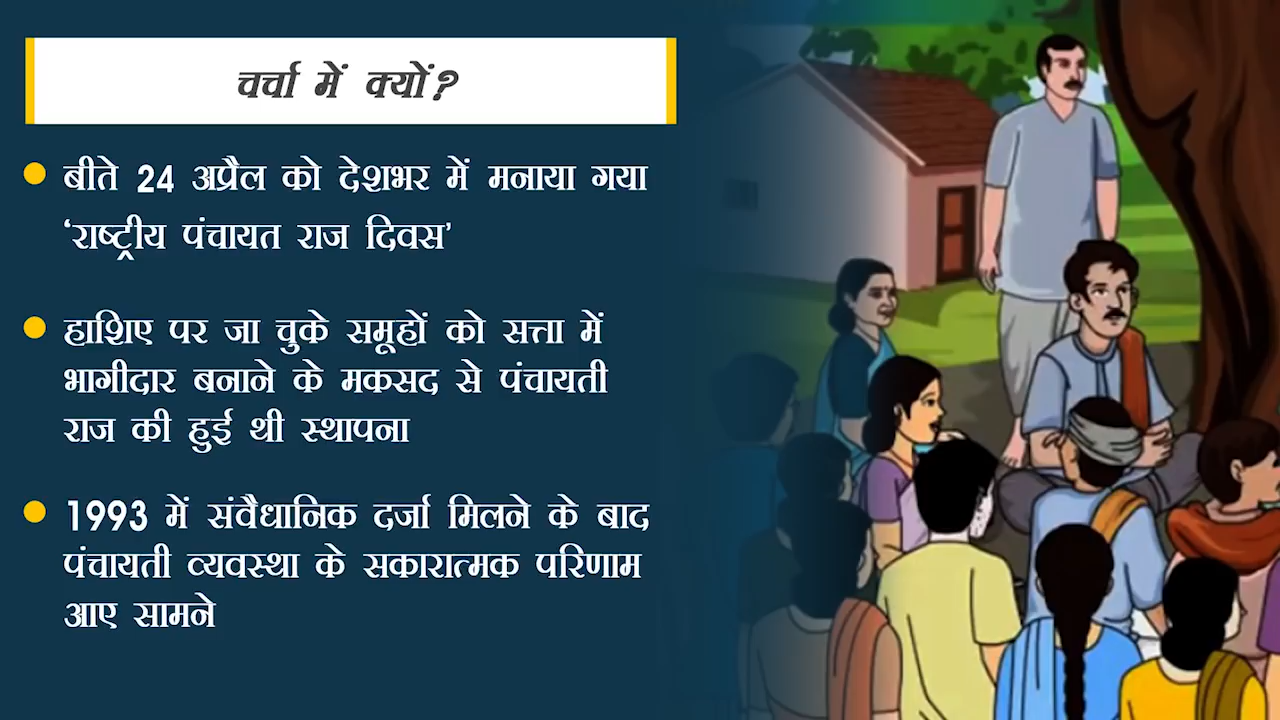 चर्चा में क्यों?
बीते 24 अप्रैल को देशभर में मनाया गया
‘राष्ट्रीय पंचायत राज दिवस’
हाशिए पर जा चुके समूहों को सत्ता में
भागीदार बनाने के मकसद से पंचायती
राज की हुई थी स्थापना
1993 में संवैधानिक दर्जा मिलने के बाद
पंचायती व्यवस्था के सकारात्मक परिणाम
आए सामने